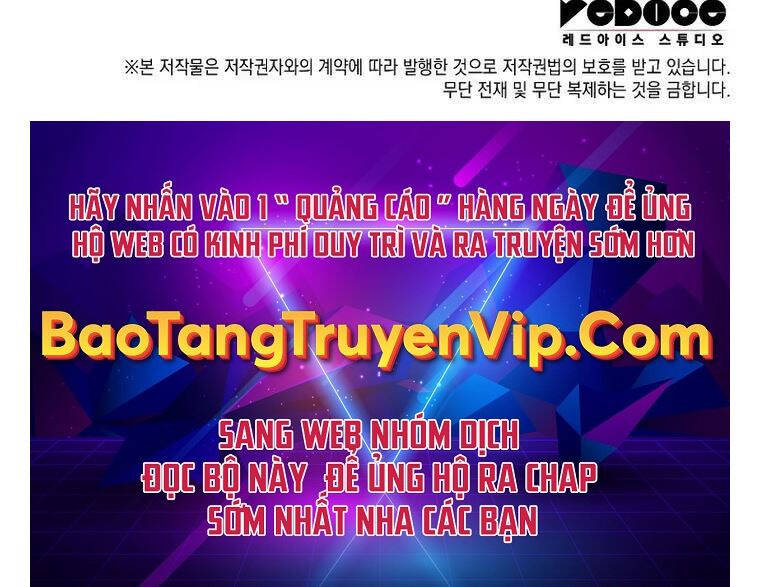 REDICE
레드아이스 스튜디오
※본 저작물은 저작권자와의 계약에 따라 발행한 것으로 저작권법의 보호를 받고 있습니다.
무단 전재 및 무단 복제하는 것을 금합니다.
HÃY NHẤN VÀO 1 “ QUẢNG CÁO ” HÀNG NGÀY ĐỂ ỦNG
HỘ WEB CÓ KINH PHÍ DUY TRÌ VÀ RA TRUYỆN SỚM HƠN
BaoTangTruyenVip.Com
SANG WEB NHÓM DỊCH
ĐỌC BỘ NÀY ĐỂ ỦNG HỘ RA CHAP
SỚM NHẤT NHA CÁC BẠN